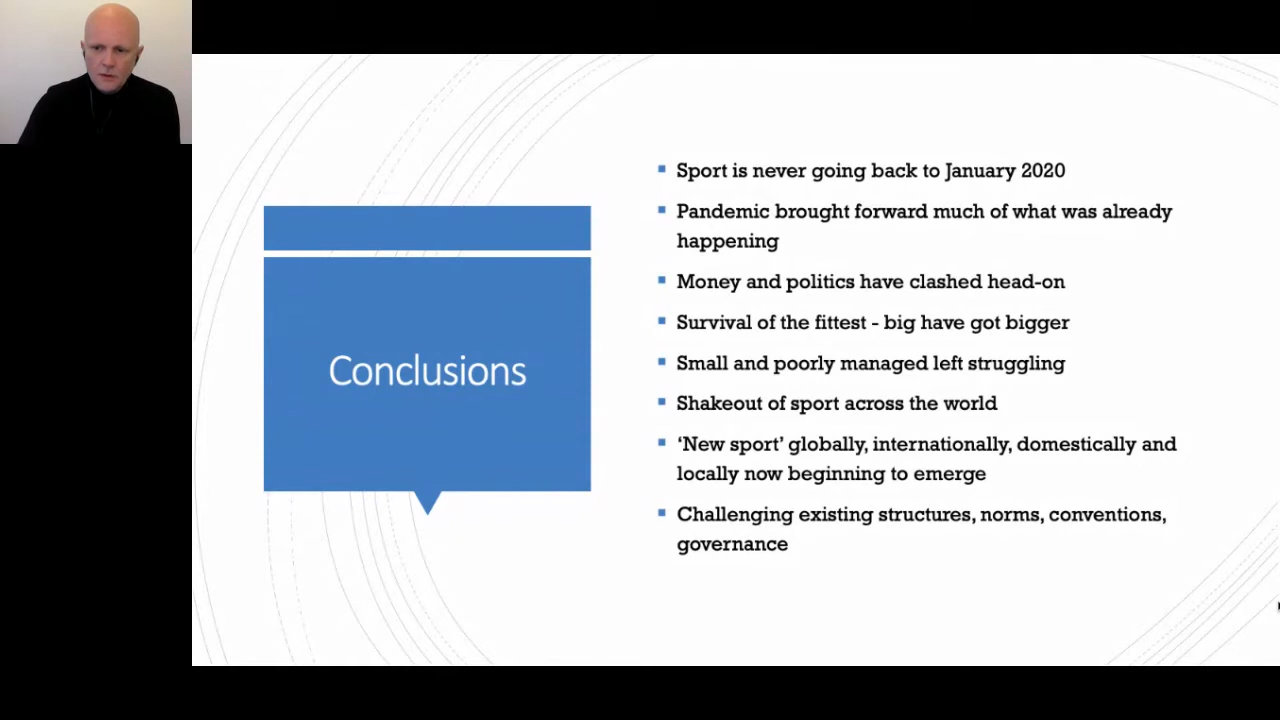 Conclusions
Sport is never going back to January 2020
Pandemic brought forward much of what was already
happening
Money and politics have clashed head-on
Survival of the fittest - big have got bigger
Small and poorly managed left struggling
Shakeout of sport across the world
‘New sport’ globally, internationally, domestically and
locally now beginning to emerge
Challenging existing structures, norms, conventions,
governance